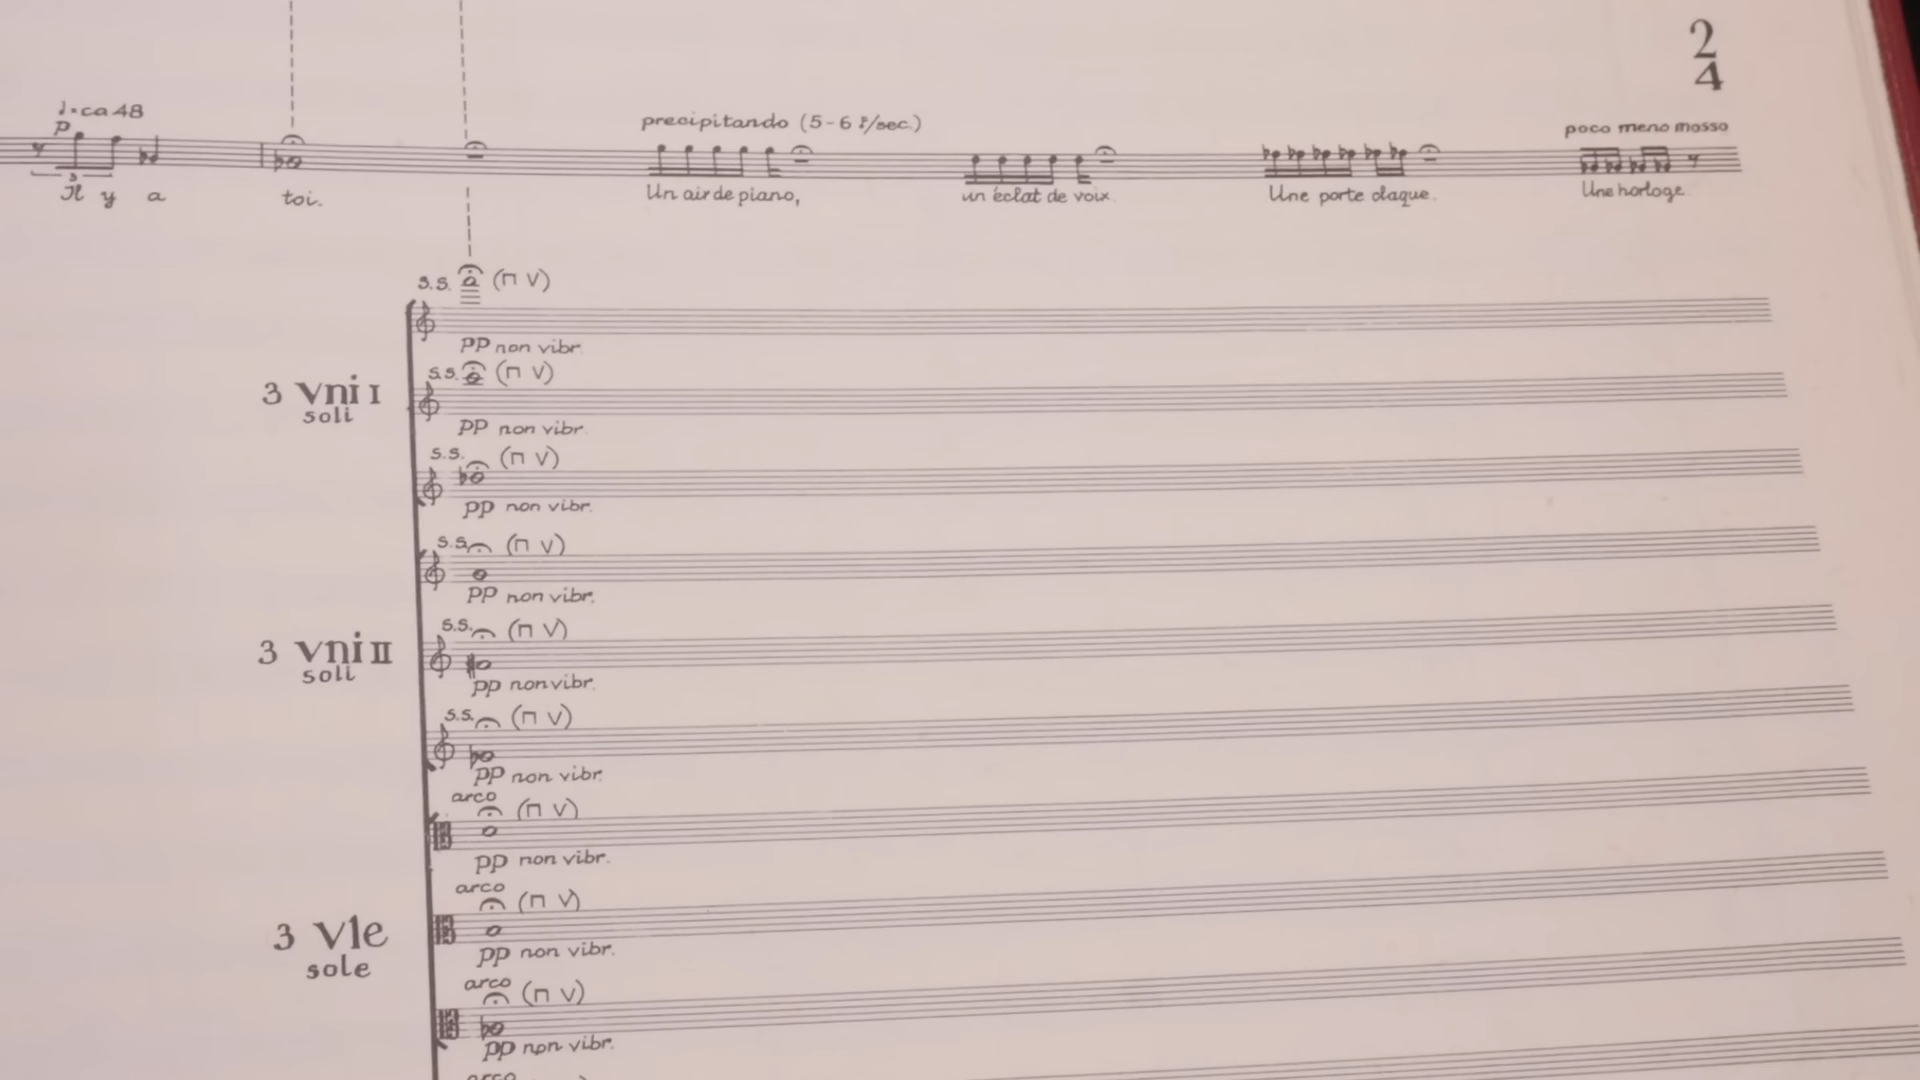 2
4
♩=ca 48
p
precipitando (5-6 ♪/sec.)
poco meno mosso
3
Il y a toi. Un air de piano, un éclat de voix. Une porte claque. Une horloge
s.s. (⊓ V)
pp non vibr.
3 Vni I
soli
s.s. (⊓ V)
pp non vibr.
s.s. (⊓ V)
pp non vibr.
s.s. (⊓ V)
pp non vibr.
3 Vni II
soli
s.s. (⊓ V)
pp non vibr.
s.s. (⊓ V)
pp non vibr.
arco (⊓ V)
pp non vibr.
3 Vle
sole
arco (⊓ V)
pp non vibr.
arco (⊓ V)
pp non vibr.
arco